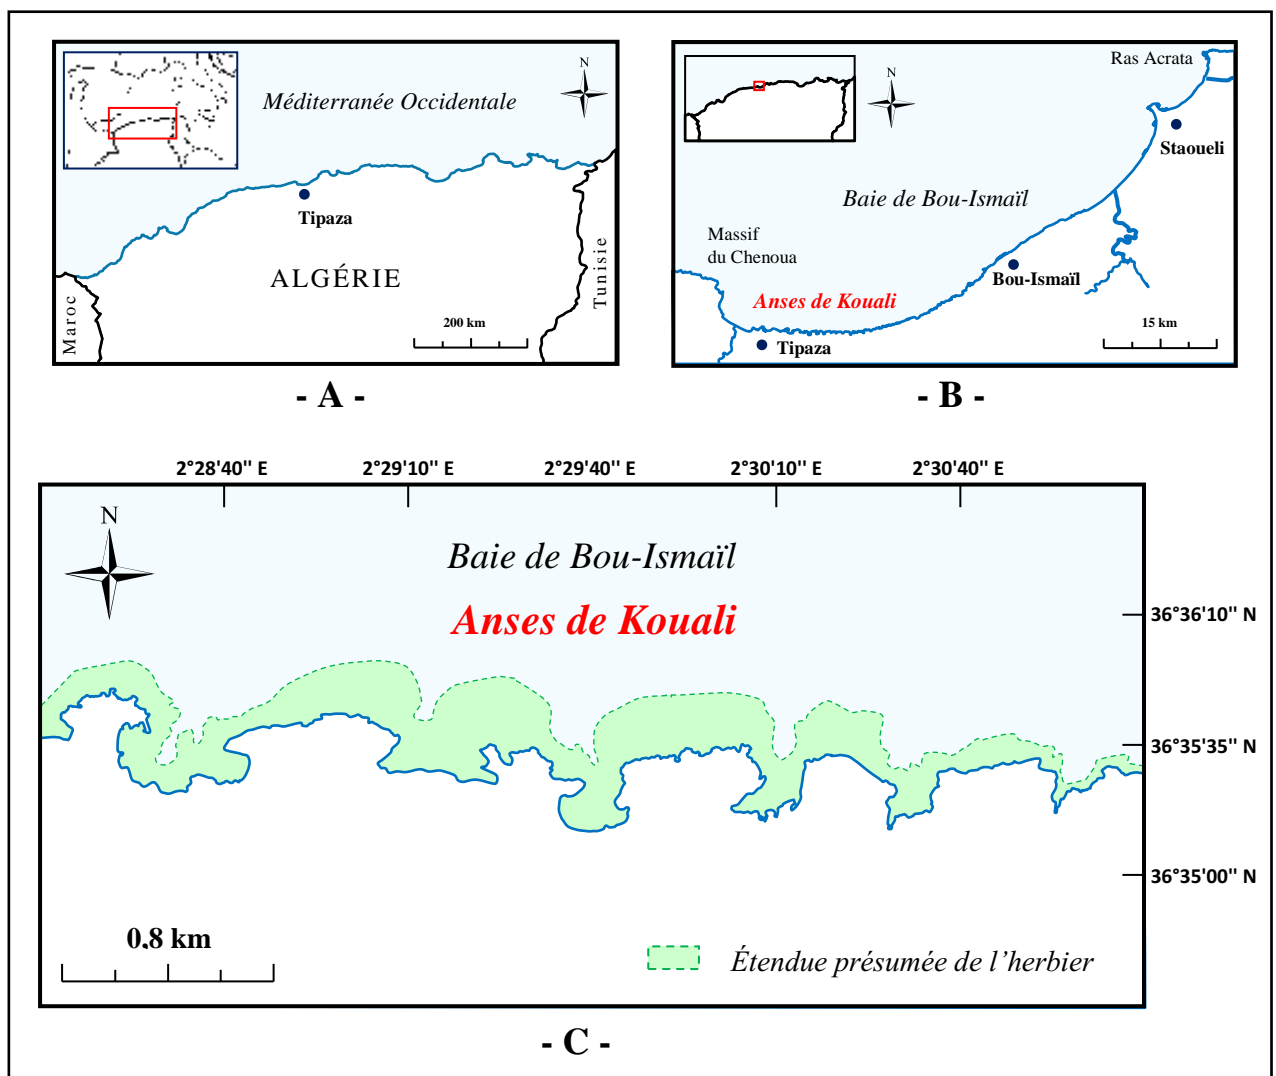 N
Méditerranée Occidentale
Tipaza
ALGÉRIE
Maroc
Tunisie
200 km
- A -
N
Ras Acrata
Staoueli
Baie de Bou-Ismaïl
Massif
du Chenoua
Bou-Ismaïl
Anses de Kouali
Tipaza
15 km
- B -
2°28'40'' E 2°29'10'' E 2°29'40'' E 2°30'10'' E 2°30'40'' E
N
Baie de Bou-Ismaïl
Anses de Kouali
36°36'10'' N
36°35'35'' N
36°35'00'' N
0,8 km
Étendue présumée de l’herbier
- C -